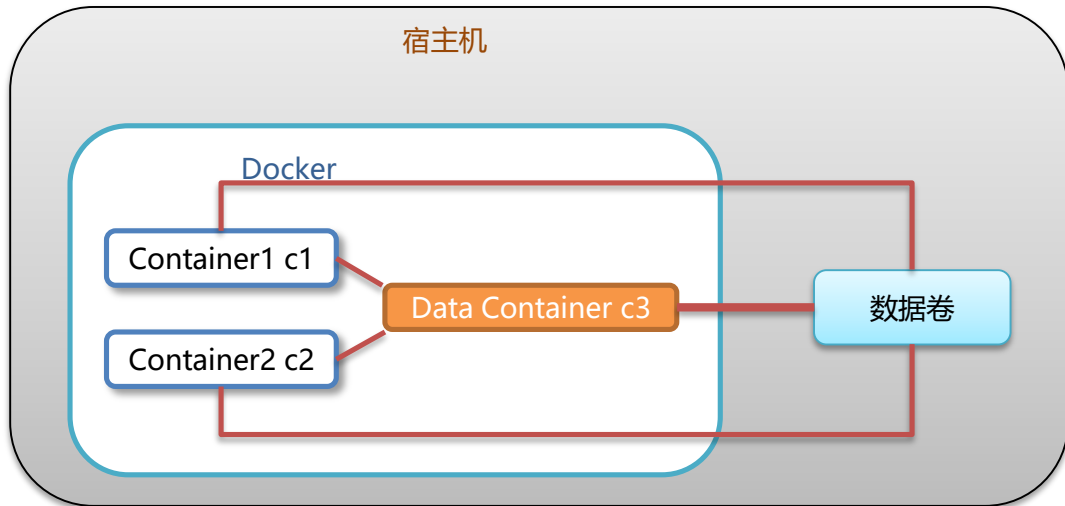 宿主机
Docker
Container1 c1
Data Container c3
数据卷
Container2 c2